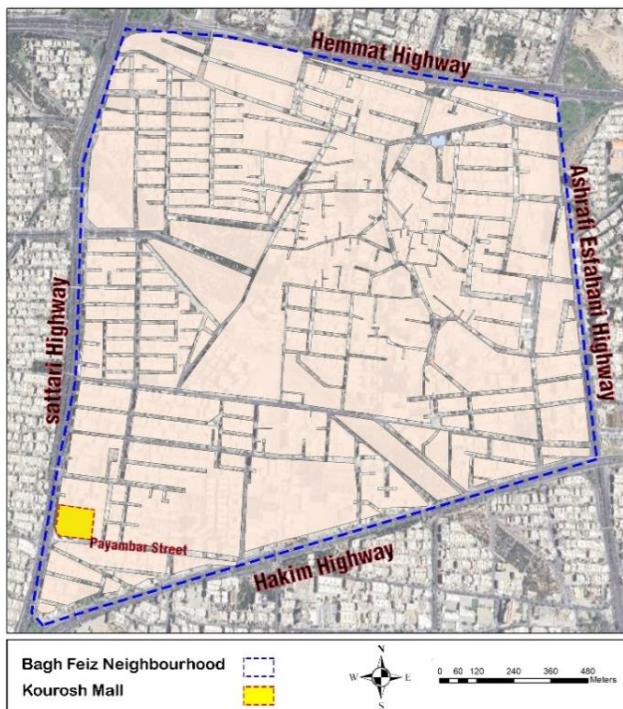 Hemmat Highway
Ashrafi Esfahani Highway
sattari Highway
Payambar Street
Hakim Highway
Bagh Feiz Neighbourhood
Kourosh Mall
N
W E
S
0 60 120 240 360 480
Meters